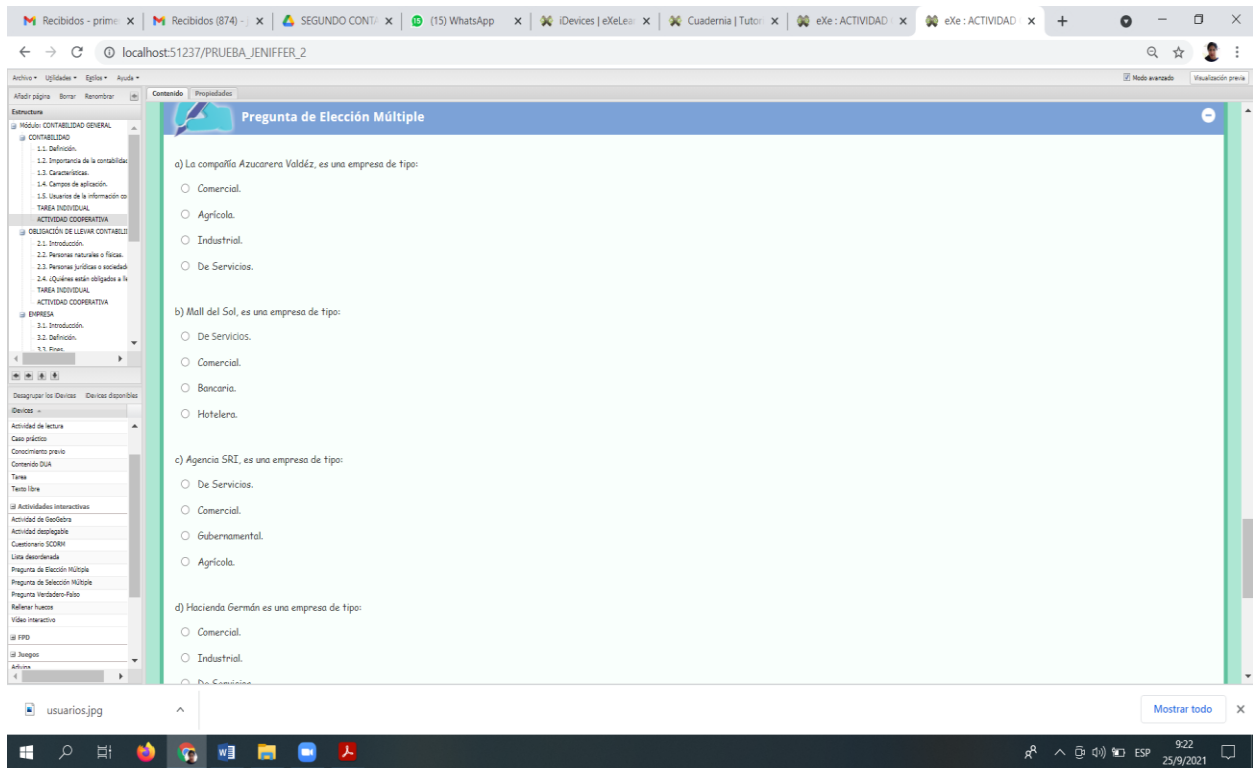 Recibidos - prime
Recibidos (874) - j
SEGUNDO CONTA
(15) WhatsApp
iDevices | eXeLear
Cuadernia | Tutori
eXe : ACTIVIDAD
eXe : ACTIVIDAD
localhost:51237/PRUEBA_JENIFFER_2
Archivo Utilidades Estilos Ayuda
Modo avanzado Visualización previa
Añadir página Borrar Renombrar
Contenido Propiedades
Estructura
Módulo: CONTABILIDAD GENERAL
CONTABILIDAD
1.1. Definición.
1.2. Importancia de la contabilidad
1.3. Características.
1.4. Campos de aplicación.
1.5. Usuarios de la información co
TAREA INDIVIDUAL
ACTIVIDAD COOPERATIVA
OBLIGACIÓN DE LLEVAR CONTABILI
2.1. Introducción.
2.2. Personas naturales o físicas.
2.3. Personas jurídicas o sociedad
2.4. ¿Quiénes están obligados a lle
TAREA INDIVIDUAL
ACTIVIDAD COOPERATIVA
EMPRESA
3.1. Introducción.
3.2. Definición.
3.3. Fines.
Desagrupar los iDevices iDevices disponibles
iDevices
Actividad de lectura
Caso práctico
Conocimiento previo
Contenido DUA
Tarea
Texto libre
Actividades interactivas
Actividad de GeoGebra
Actividad desplegable
Cuestionario SCORM
Lista desordenada
Pregunta de Elección Múltiple
Pregunta de Selección Múltiple
Pregunta Verdadero-Falso
Rellenar huecos
Vídeo interactivo
FPD
Juegos
Adivina
Pregunta de Elección Múltiple
a) La compañía Azucarera Valdéz, es una empresa de tipo:
Comercial.
Agrícola.
Industrial.
De Servicios.
b) Mall del Sol, es una empresa de tipo:
De Servicios.
Comercial.
Bancaria.
Hotelera.
c) Agencia SRI, es una empresa de tipo:
De Servicios.
Comercial.
Gubernamental.
Agrícola.
d) Hacienda Germán es una empresa de tipo:
Comercial.
Industrial.
De Servicios
usuarios.jpg
Mostrar todo
ESP
9:22
25/9/2021